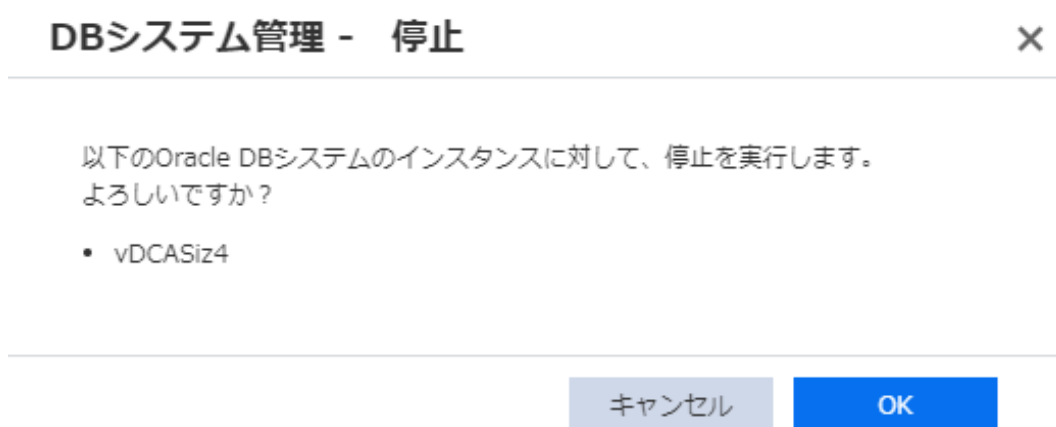 DBシステム管理 -　停止
×
以下のOracle DBシステムのインスタンスに対して、停止を実行します。
よろしいですか？
• vDCASiz4
キャンセル
OK